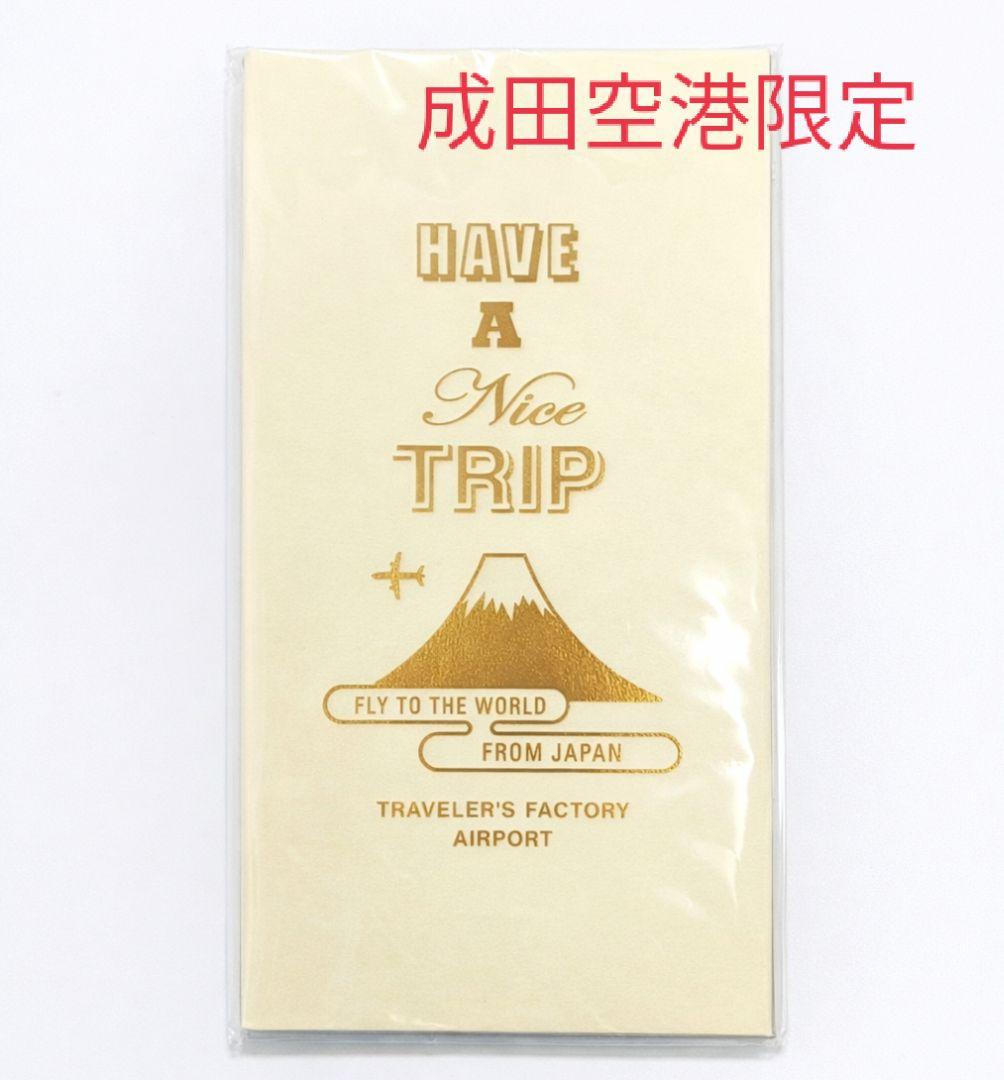 成田空港限定
HAVE
A
Nice
TRIP
FLY TO THE WORLD
FROM JAPAN
TRAVELER'S FACTORY
AIRPORT